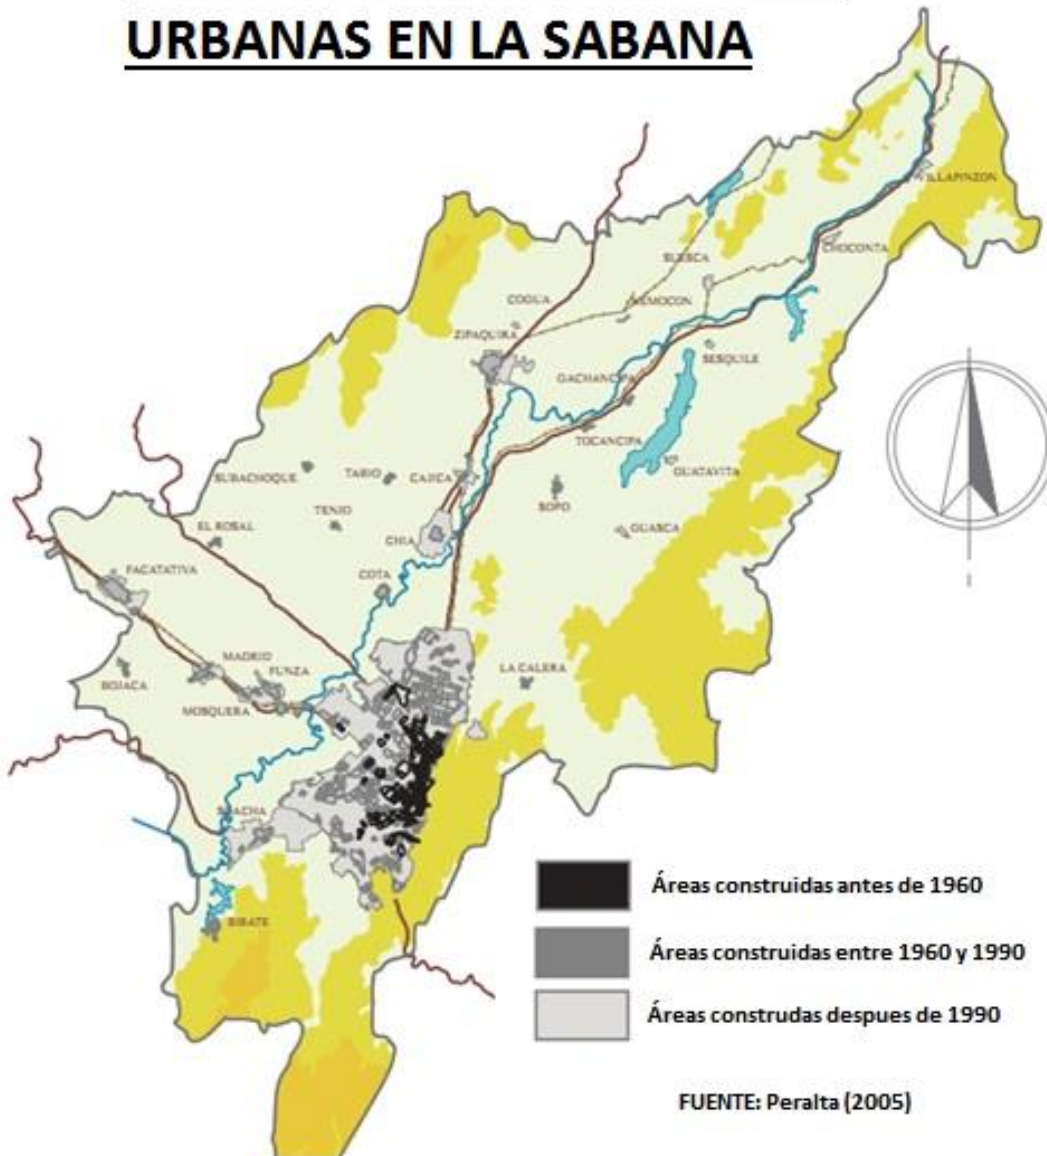 URBANAS EN LA SABANA
VILLAPINZON
CHOCONTA
SUESCA
NEMOCON
COGUA
ZIPAQUIRA
SESQUILE
GACHANCIPA
TOCANCIPA
SUBACHOQUE
TABIO
CAJICA
GUATAVITA
SOPO
TENJO
EL ROSAL
CHIA
GUASCA
FACATATIVA
COTA
LA CALERA
MADRID
FUNZA
BOJACA
MOSQUERA
SOACHA
SIBATE
Áreas construidas antes de 1960
Áreas construidas entre 1960 y 1990
Áreas construdas despues de 1990
FUENTE: Peralta (2005)